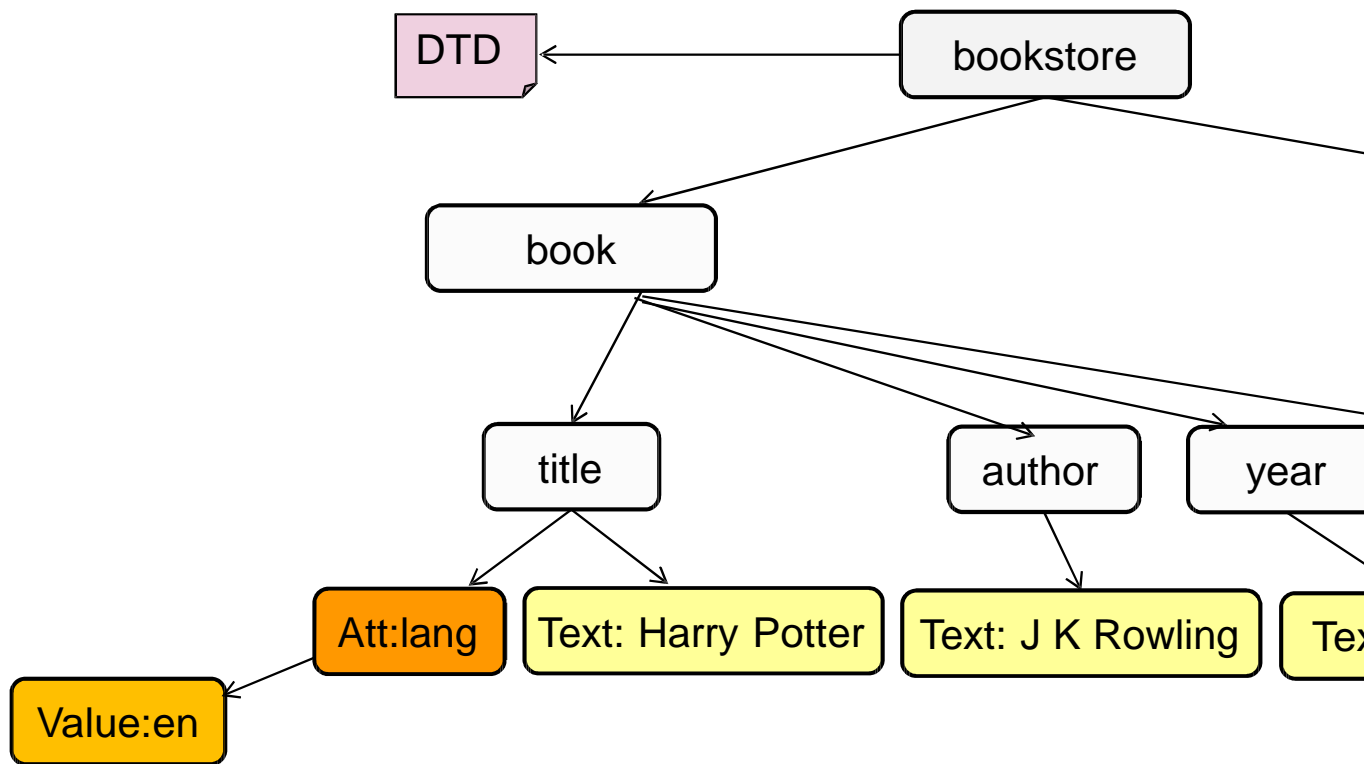 DTD
bookstore
book
title
author
year
Att:lang
Text: Harry Potter
Text: J K Rowling
Value:en